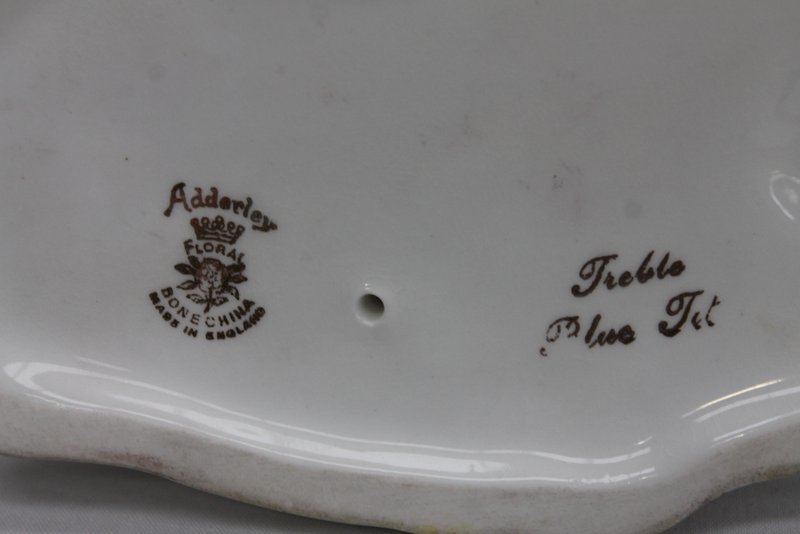 Adderley
FLORAL
BONE CHINA
MADE IN ENGLAND
Treble
Blue Tit